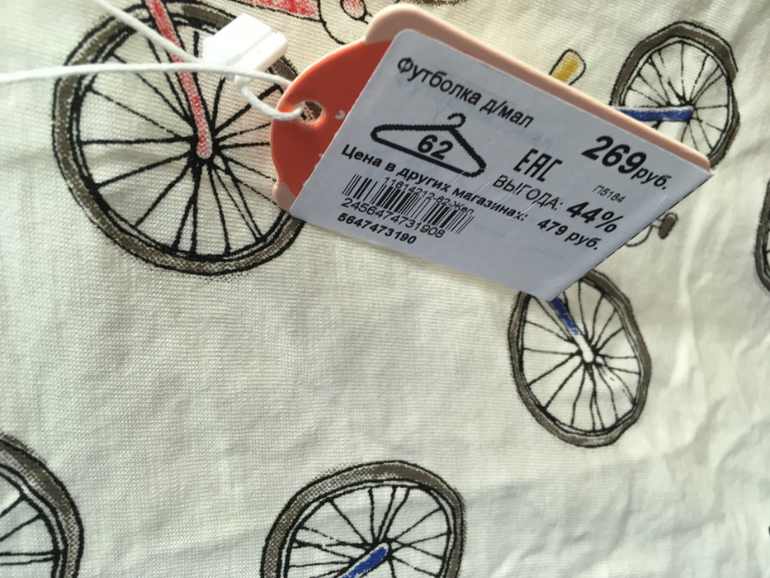 Футболка д/мал
62
ЕАС
269руб.
П5184
ВЫГОДА: 44%
Цена в других магазинах: 479 руб.
2456474731908
5647473190